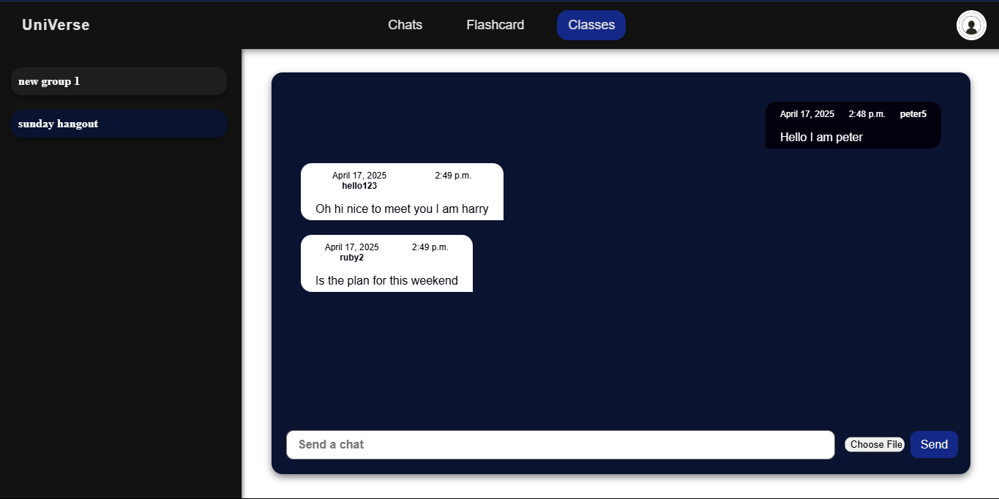 UniVerse Chats Flashcard Classes
new group 1
sunday hangout
April 17, 2025 2:48 p.m. peter5
Hello I am peter
April 17, 2025 2:49 p.m.
hello123
Oh hi nice to meet you I am harry
April 17, 2025 2:49 p.m.
ruby2
Is the plan for this weekend
Send a chat Choose File Send